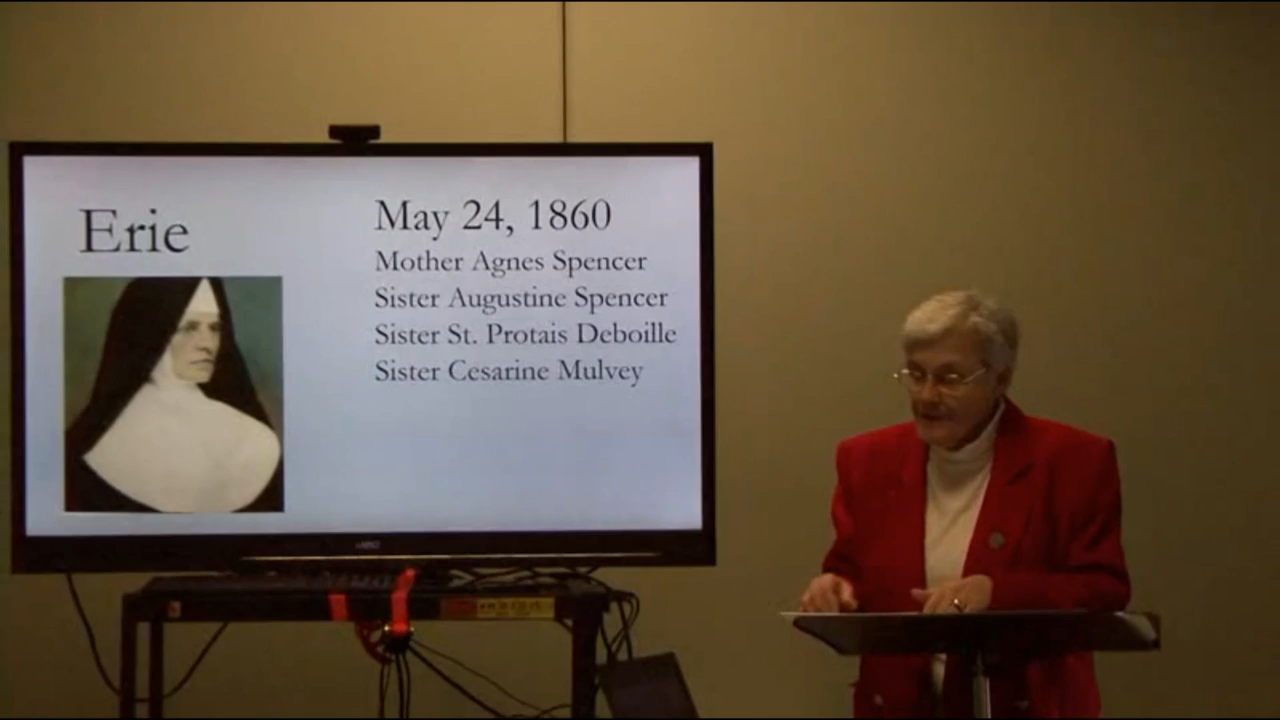 Erie
May 24, 1860
Mother Agnes Spencer
Sister Augustine Spencer
Sister St. Protais Deboille
Sister Cesarine Mulvey